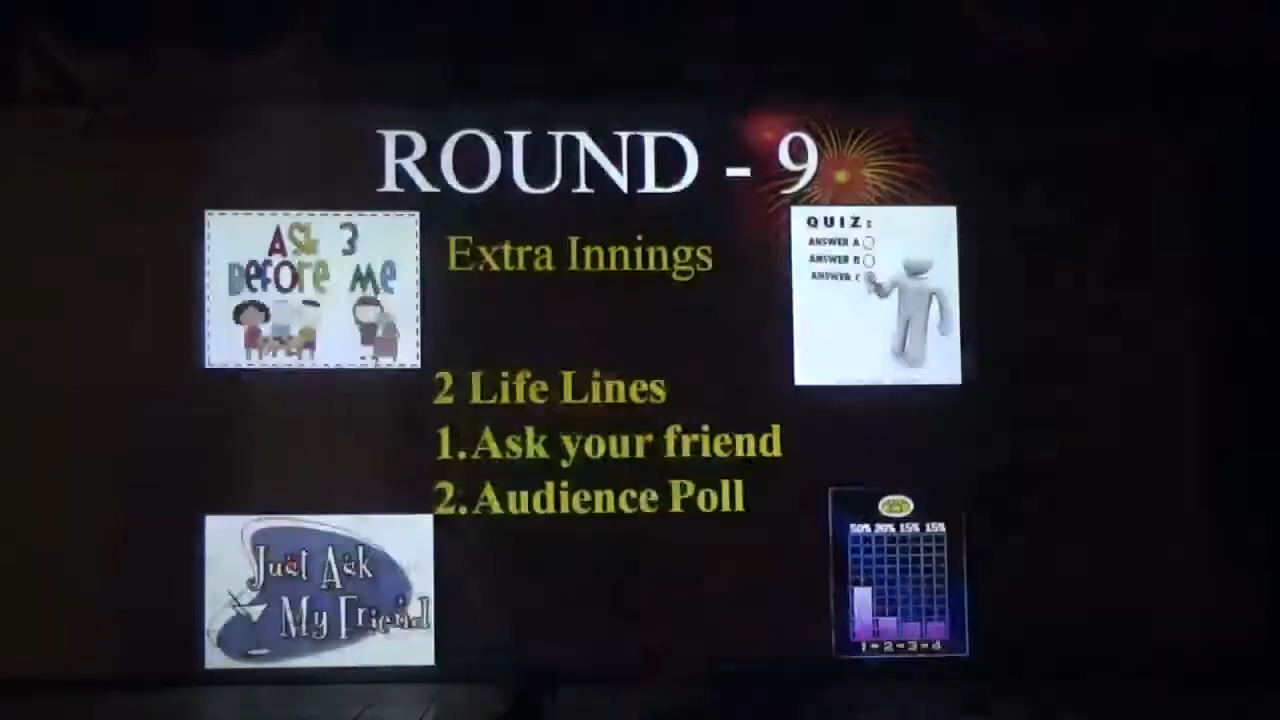 ROUND - 9
Extra Innings
ASk 3
BeFore Me
QUIZ:
ANSWER A
ANSWER B
ANSWER C
2 Life Lines
1.Ask your friend
2.Audience Poll
Just Ask
My Friend
50% 20% 15% 15%
1 - 2 - 3 - 4